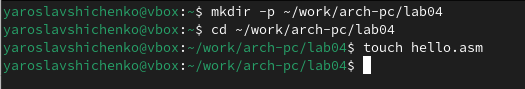 yaroslavshichenko@vbox:~$ mkdir -p ~/work/arch-pc/lab04
yaroslavshichenko@vbox:~$ cd ~/work/arch-pc/lab04
yaroslavshichenko@vbox:~/work/arch-pc/lab04$ touch hello.asm
yaroslavshichenko@vbox:~/work/arch-pc/lab04$